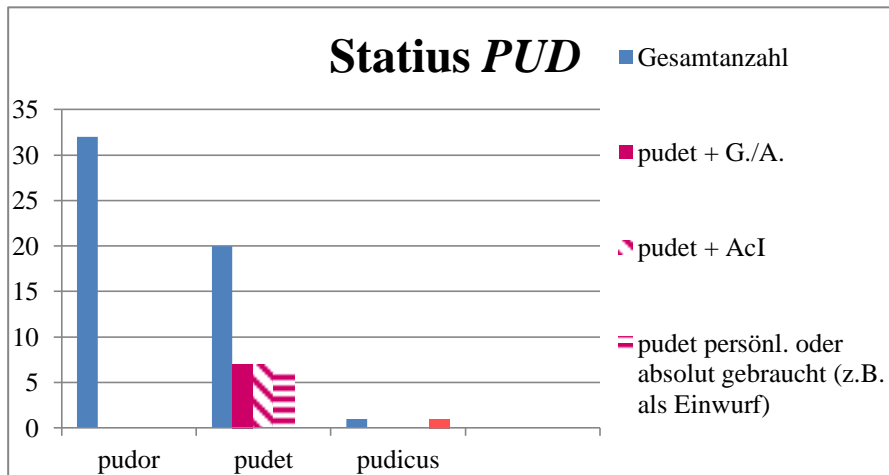 Statius PUD
35
30
25
20
15
10
5
0
pudor
pudet
pudicus
Gesamtanzahl
pudet + G./A.
pudet + AcI
pudet persönl. oder
absolut gebraucht (z.B.
als Einwurf)